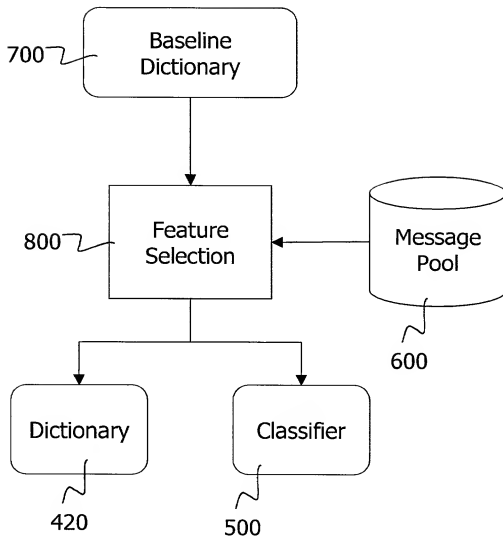 Baseline
Dictionary
700
Feature
Selection
800
Message
Pool
600
Dictionary
420
Classifier
500